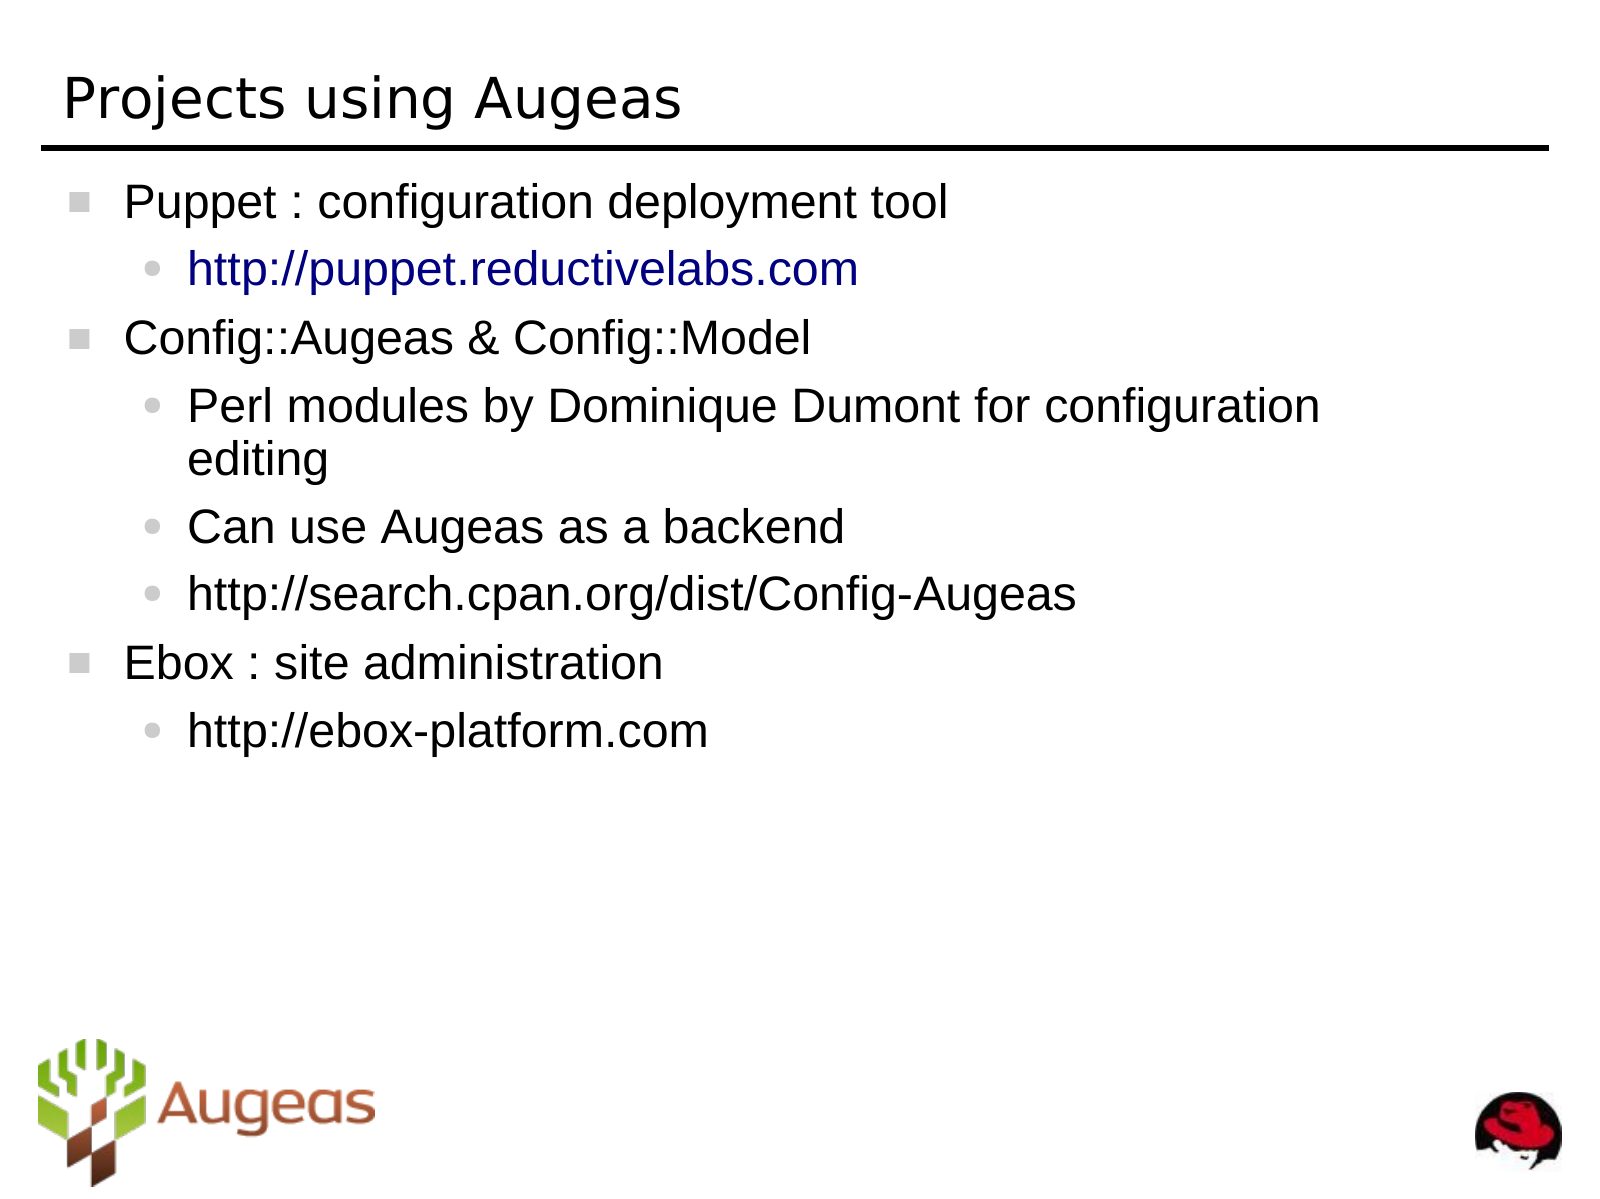 Projects using Augeas
Puppet : configuration deployment tool
http://puppet.reductivelabs.com
Config::Augeas & Config::Model
Perl modules by Dominique Dumont for configuration
editing
Can use Augeas as a backend
http://search.cpan.org/dist/Config-Augeas
Ebox : site administration
http://ebox-platform.com
Augeas